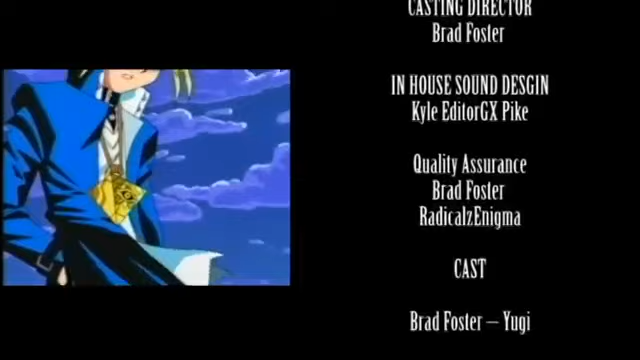 CASTING DIRECTOR
Brad Foster
IN HOUSE SOUND DESGIN
Kyle EditorGX Pike
Quality Assurance
Brad Foster
RadicalzEnigma
CAST
Brad Foster – Yugi